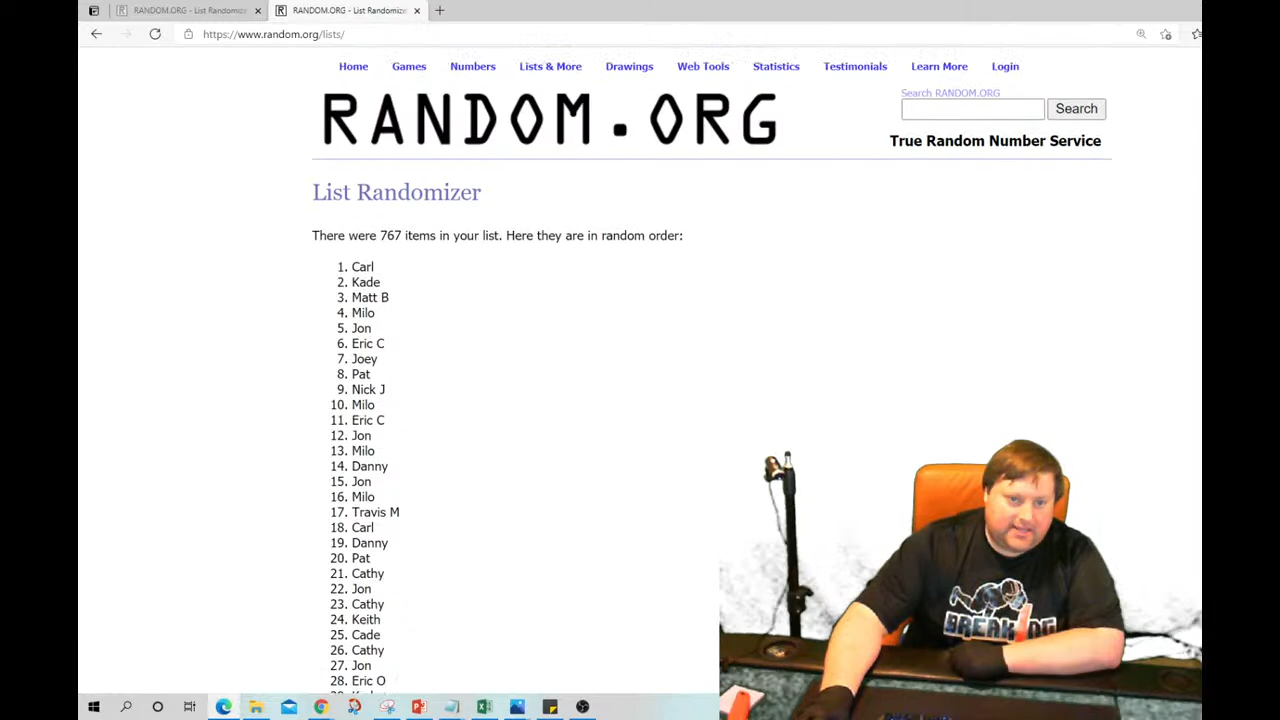 RANDOM.ORG - List Randomize
RANDOM.ORG - List Randomize
https://www.random.org/lists/
Home Games Numbers Lists & More Drawings Web Tools Statistics Testimonials Learn More Login
Search RANDOM.ORG
RANDOM.ORG
Search
True Random Number Service
List Randomizer
There were 767 items in your list. Here they are in random order:
1. Carl
2. Kade
3. Matt B
4. Milo
5. Jon
6. Eric C
7. Joey
8. Pat
9. Nick J
10. Milo
11. Eric C
12. Jon
13. Milo
14. Danny
15. Jon
16. Milo
17. Travis M
18. Carl
19. Danny
20. Pat
21. Cathy
22. Jon
23. Cathy
24. Keith
25. Cade
26. Cathy
27. Jon
28. Eric O
BREAKING